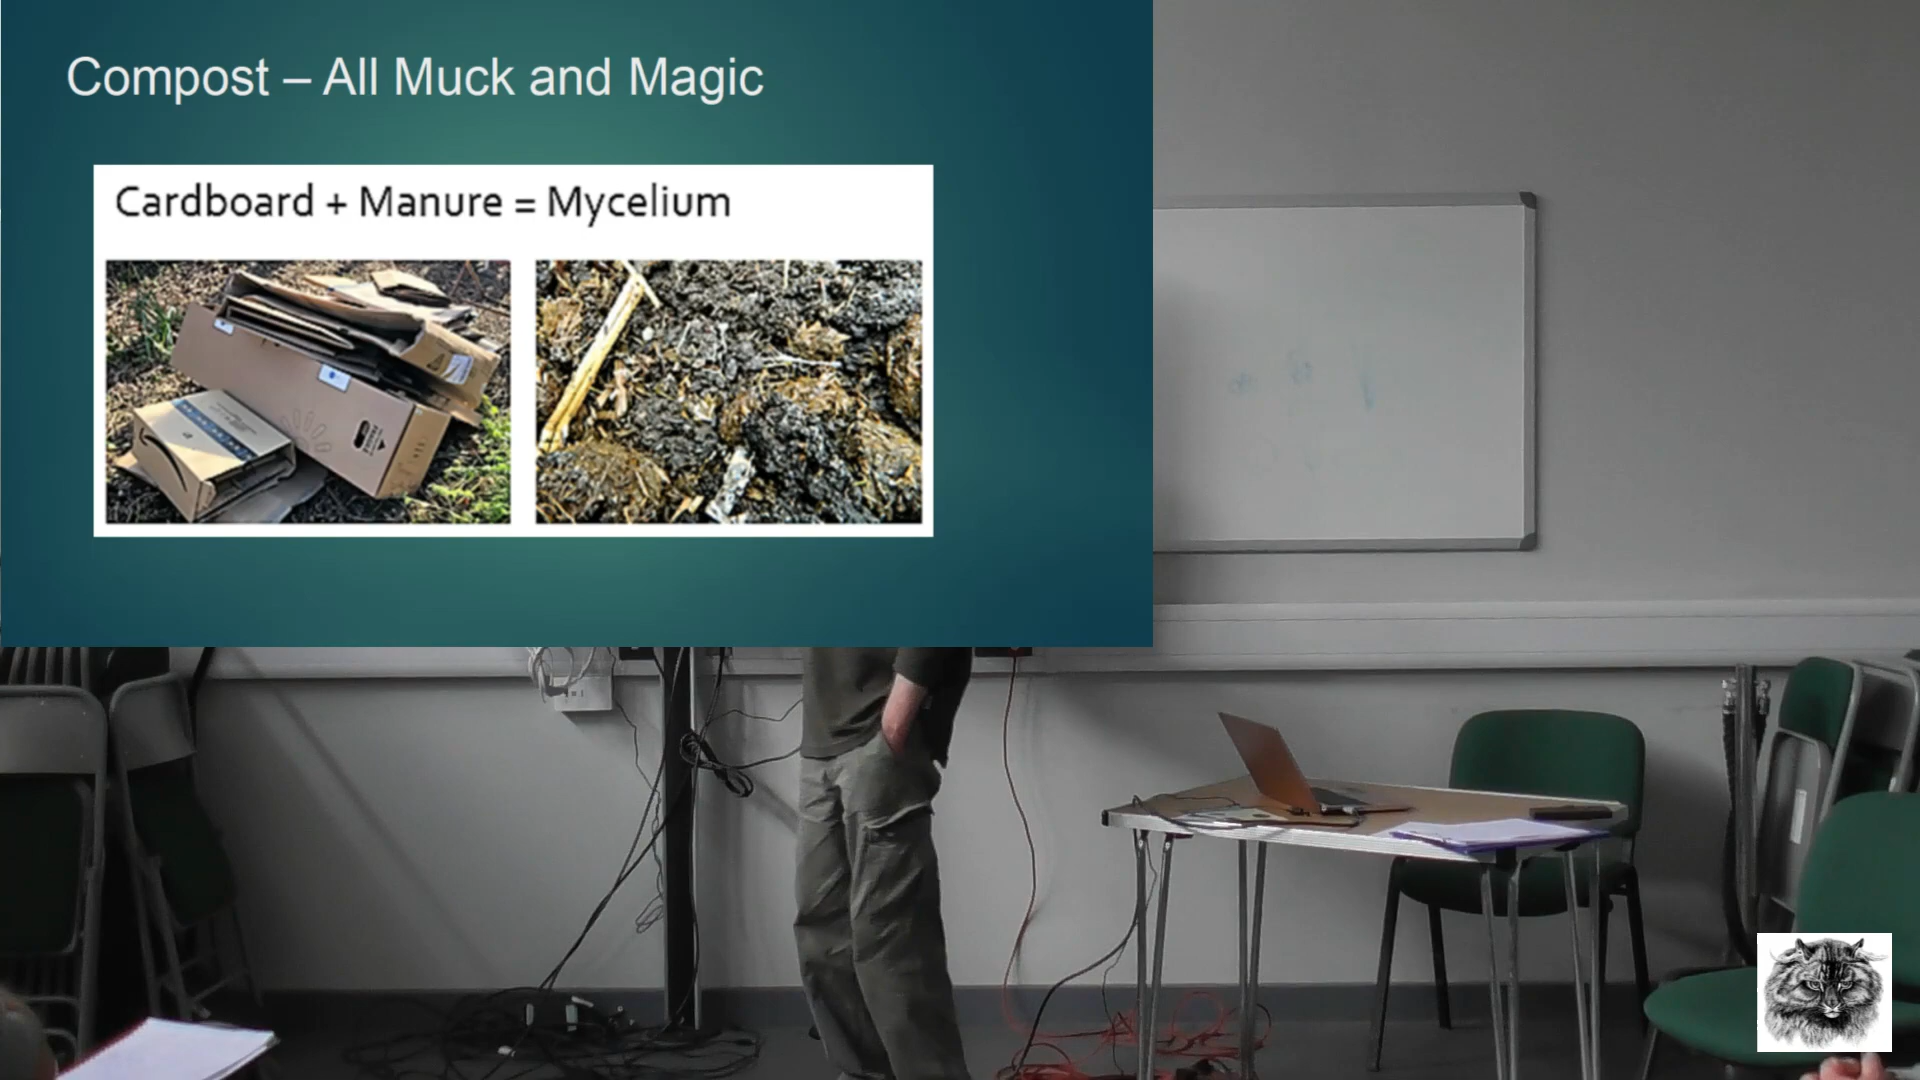 Compost – All Muck and Magic
Cardboard + Manure = Mycelium